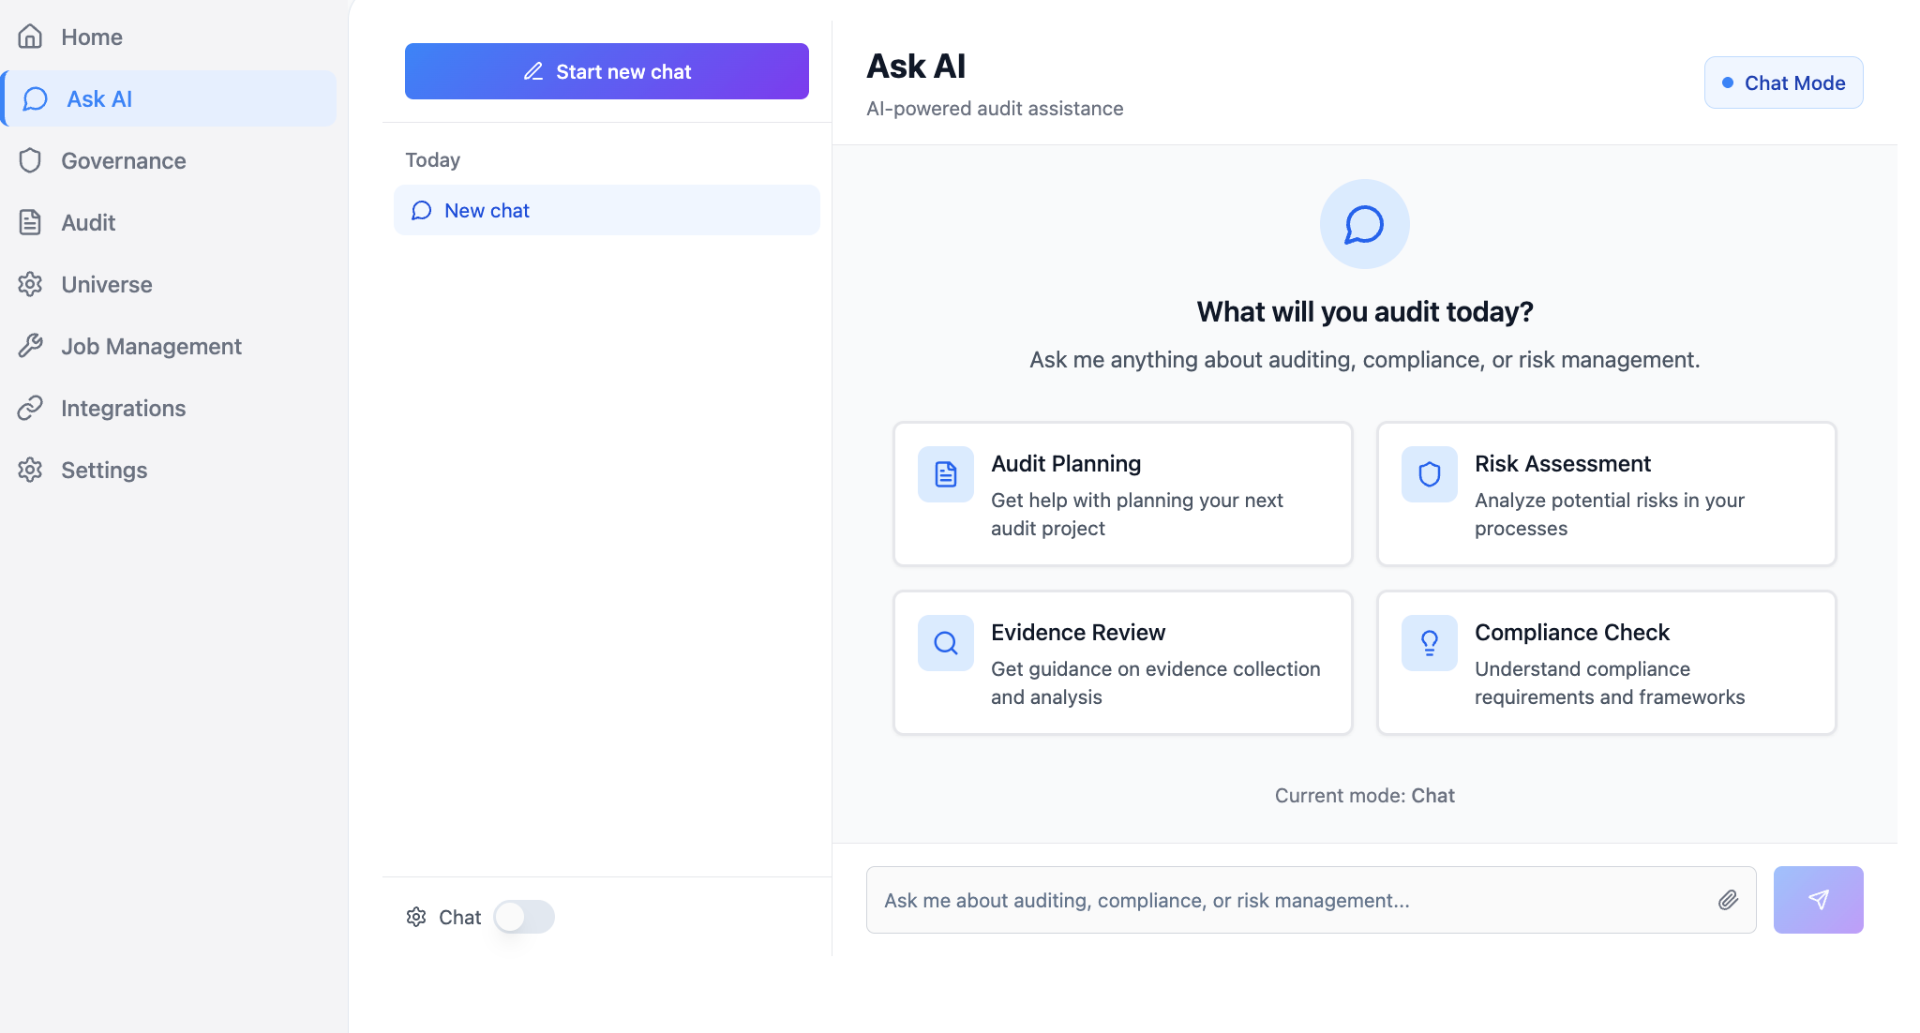 Home
Ask AI
Governance
Audit
Universe
Job Management
Integrations
Settings
Start new chat
Today
New chat
Chat
Ask AI
AI-powered audit assistance
Chat Mode
What will you audit today?
Ask me anything about auditing, compliance, or risk management.
Audit Planning
Get help with planning your next
audit project
Risk Assessment
Analyze potential risks in your
processes
Evidence Review
Get guidance on evidence collection
and analysis
Compliance Check
Understand compliance
requirements and frameworks
Current mode: Chat
Ask me about auditing, compliance, or risk management...